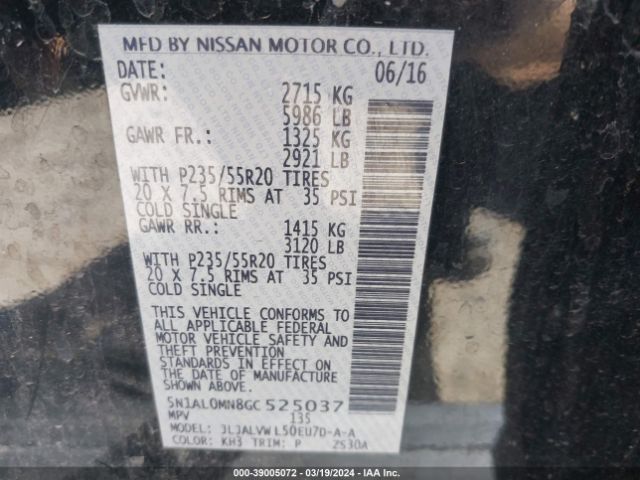 MFD BY NISSAN MOTOR CO., LTD.
DATE: 06/16
GVWR: 2715 KG
5986 LB
GAWR FR.: 1325 KG
2921 LB
WITH P235/55R20 TIRES
20 X 7.5 RIMS AT 35 PSI
COLD SINGLE
GAWR RR.: 1415 KG
3120 LB
WITH P235/55R20 TIRES
20 X 7.5 RIMS AT 35 PSI
COLD SINGLE
THIS VEHICLE CONFORMS TO
ALL APPLICABLE FEDERAL
MOTOR VEHICLE SAFETY AND
THEFT PREVENTION
STANDARDS IN EFFECT ON
THE DATE OF MANUFACTURE
SHOWN ABOVE.
5N1AL0MN8GC525037
MPV 135
MODEL: JLJALVWL50EU7D-A-A
COLOR: KH3 TRIM: P 2530A
VEHICLE: 39005072 — 03/19/2024 — IAA Inc.